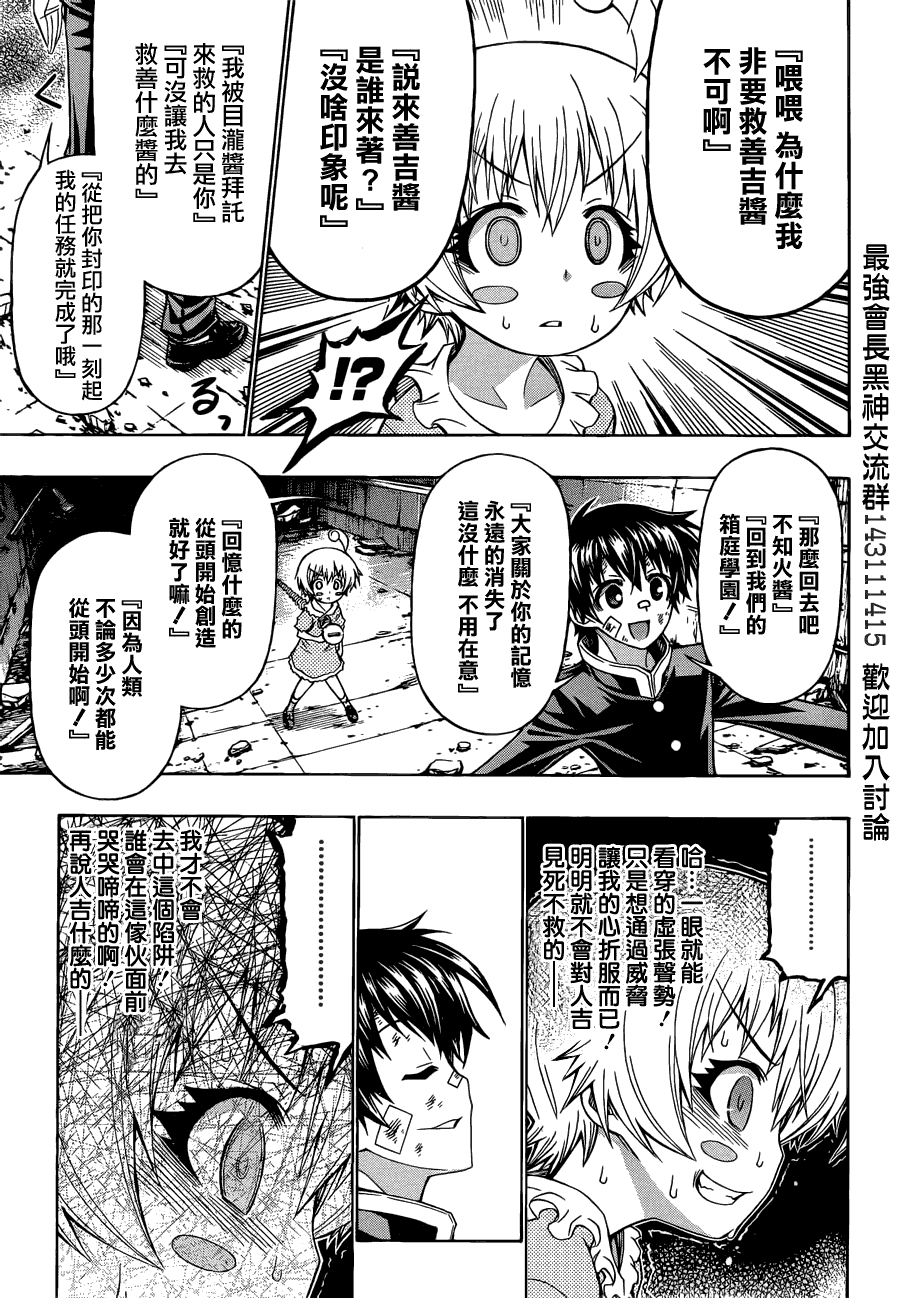 『喂喂 為什麼我
非要救善吉醬
不可啊』
『説來善吉醬
是誰來著？』
『沒啥印象呢』
『我被目瀧醬拜託
來救的人只是你』
『可沒讓我去
救善什麼醬的』
『從把你封印的那一刻起
我的任務就完成了哦』
るっ
!?
『那麼回去吧
不知火醬』
『回到我們的
箱庭學園！』
『大家關於你的記憶
永遠的消失了
這沒什麼 不用在意』
『回憶什麼的
從頭開始創造
就好了嘛！』
『因為人類
不論多少次都能
從頭開始啊！』
…………
哈…一眼就能
看穿的虛張聲勢！
只是想通過威脅
讓我的心折服而已！
明明就不會對人吉
見死不救的——
…………
我才不會
去中這個陷阱！
誰會在這傢伙面前
哭哭啼啼的啊！
再說人吉什麼的——
最強會長黑神交流群143111415 歡迎加入討論